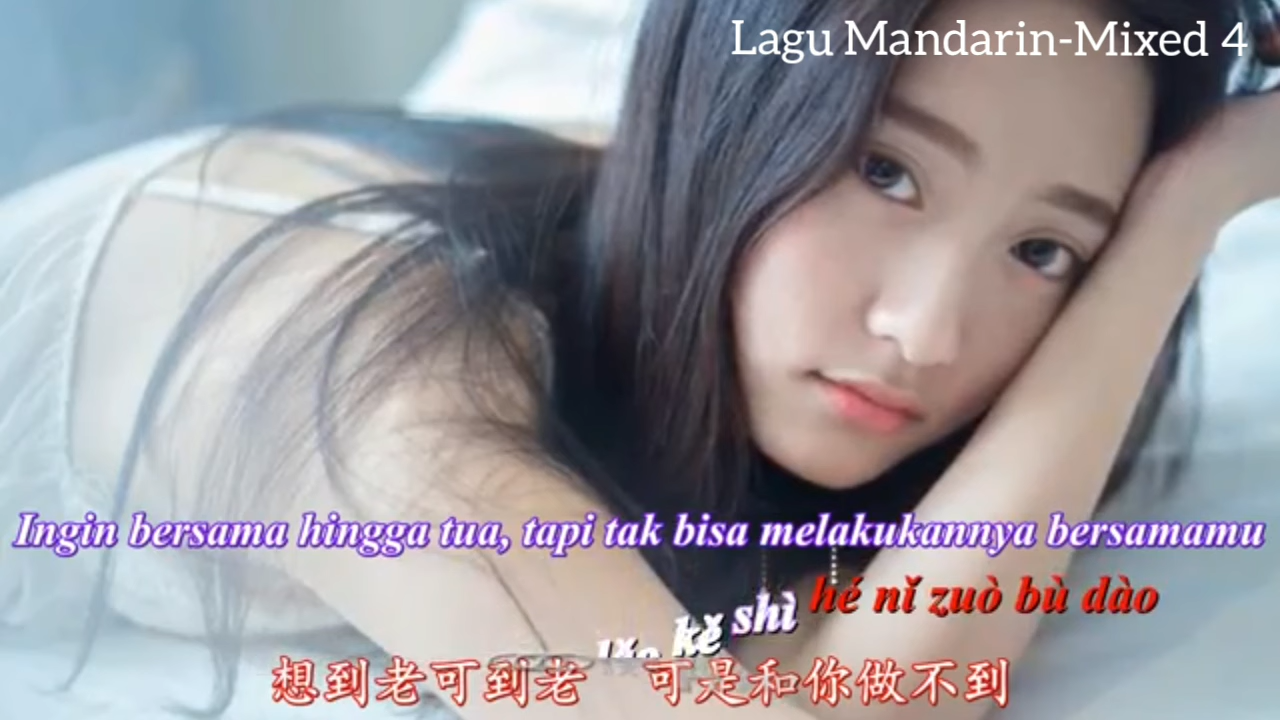 Lagu Mandarin-Mixed 4
Ingin bersama hingga tua, tapi tak bisa melakukannya bersamamu
kě shì hé nǐ zuò bù dào
想到老可到老 可是和你做不到